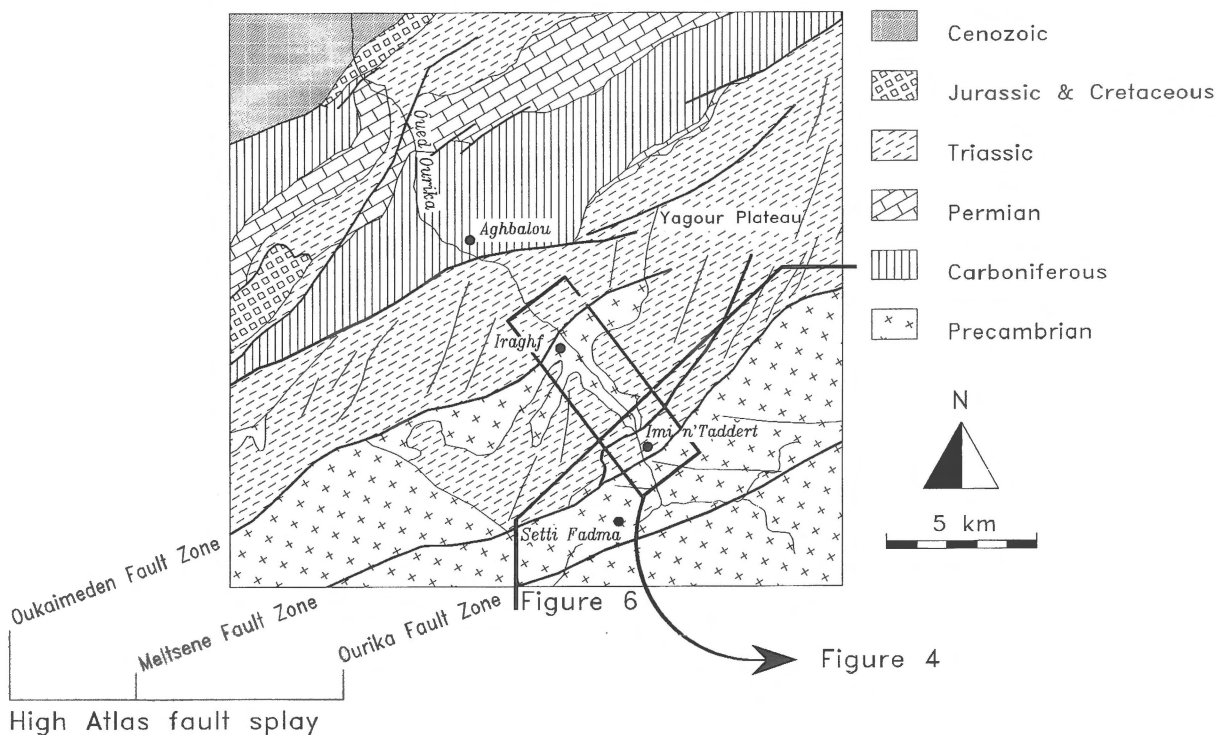 Cenozoic
Jurassic & Cretaceous
Triassic
Permian
Carboniferous
Precambrian
Oued Ourika
Aghbalou
Yagour Plateau
Iraghf
Imi n'Taddert
Setti Fadma
N
5 km
Oukaimeden Fault Zone
Meltsene Fault Zone
Ourika Fault Zone
Figure 6
Figure 4
High Atlas fault splay